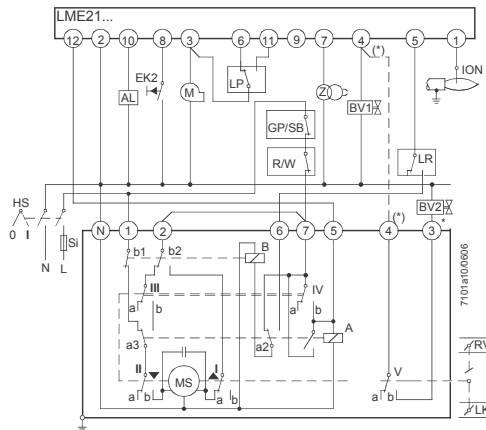 LME21...
12 2 10 8 3 6 11 9 7 4 (*) 5 1
ION
EK2
AL
M
LP
Z
BV1
GP/SB
R/W
LR
HS
0 I
Si
N L
BV2
*
N 1 2 6 7 5 4 (*) 3
b1 b2 B
III
a b
IV
a b
A
a3
a2
II
I
MS
a b
a b
V
a b
RV
LK
7101a10/0606